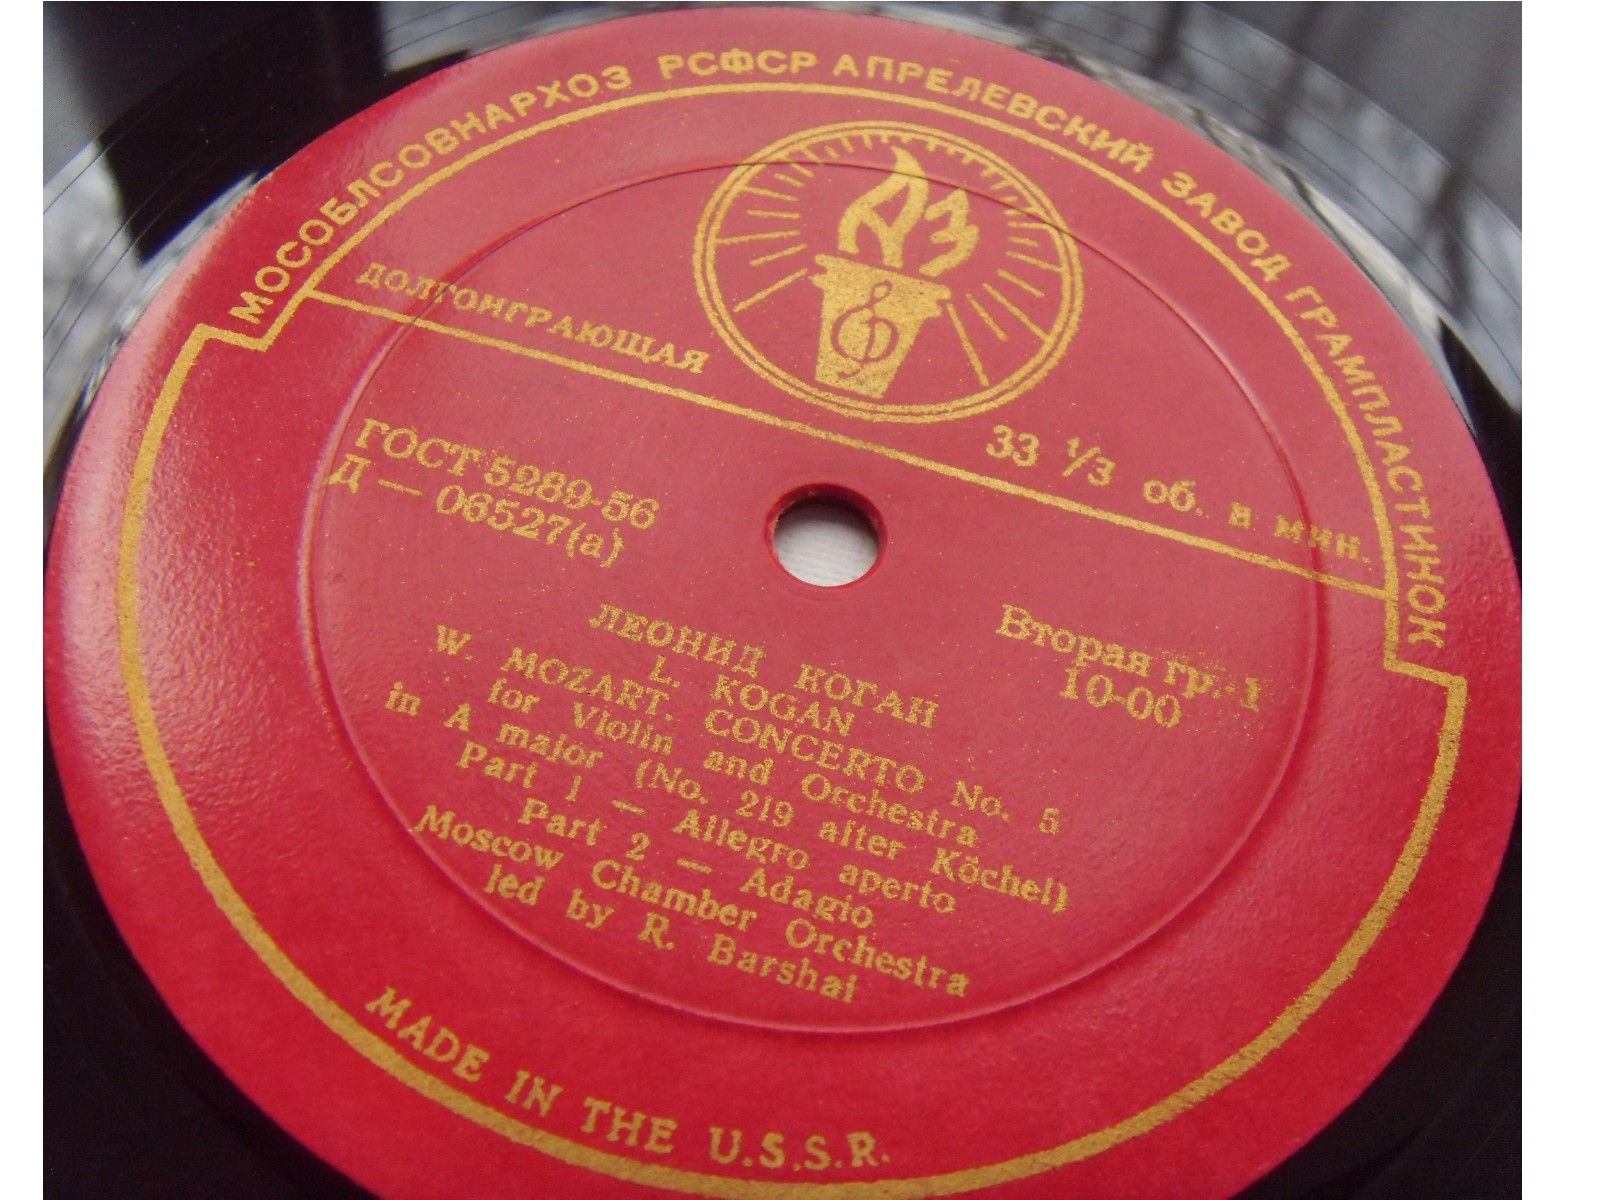 МОСОБЛСОВНАРХОЗ РСФСР АПРЕЛЕВСКИЙ ЗАВОД ГРАМПЛАСТИНОК
АЗ
ДОЛГОИГРАЮЩАЯ
33 1/3 об. в мин.
ГОСТ 5289-56
Д — 06527(а)
Вторая гр.-1
10-00
ЛЕОНИД КОГАН
L. KOGAN
W. MOZART. CONCERTO No. 5
for Violin and Orchestra
in A major (No. 219 after Köchel)
Part 1 — Allegro aperto
Part 2 — Adagio
Moscow Chamber Orchestra
led by R. Barshai
MADE IN THE U.S.S.R.